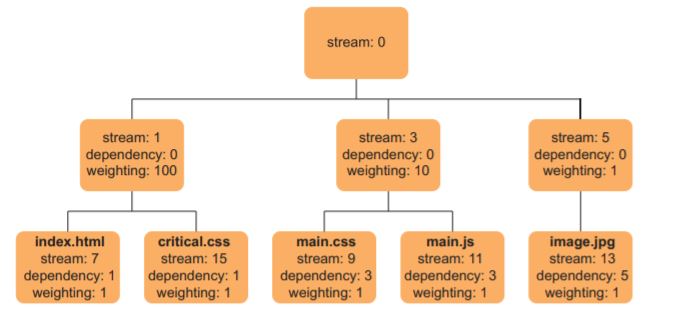 stream: 0
stream: 1
dependency: 0
weighting: 100
stream: 3
dependency: 0
weighting: 10
stream: 5
dependency: 0
weighting: 1
index.html
stream: 7
dependency: 1
weighting: 1
critical.css
stream: 15
dependency: 1
weighting: 1
main.css
stream: 9
dependency: 3
weighting: 1
main.js
stream: 11
dependency: 3
weighting: 1
image.jpg
stream: 13
dependency: 5
weighting: 1